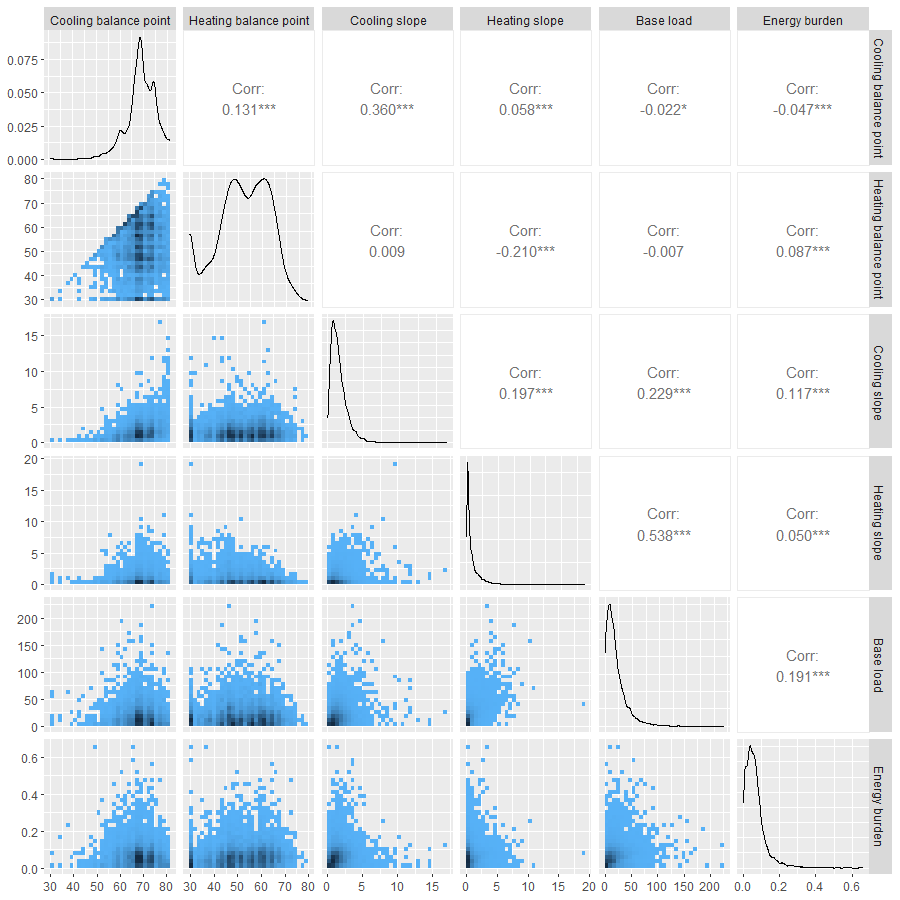 Cooling balance point Heating balance point Cooling slope Heating slope Base load Energy burden
0.075
0.050
0.025
0.000
Corr:
0.131***
Corr:
0.360***
Corr:
0.058***
Corr:
-0.022*
Corr:
-0.047***
Cooling balance point
80
70
60
50
40
30
Corr:
0.009
Corr:
-0.210***
Corr:
-0.007
Corr:
0.087***
Heating balance point
15
10
5
0
Corr:
0.197***
Corr:
0.229***
Corr:
0.117***
Cooling slope
20
15
10
5
0
Corr:
0.538***
Corr:
0.050***
Heating slope
200
150
100
50
0
Corr:
0.191***
Base load
0.6
0.4
0.2
0.0
Energy burden
30 40 50 60 70 80 30 40 50 60 70 80 0 5 10 15 0 5 10 15 20 0 50 100 150 200 0.0 0.2 0.4 0.6